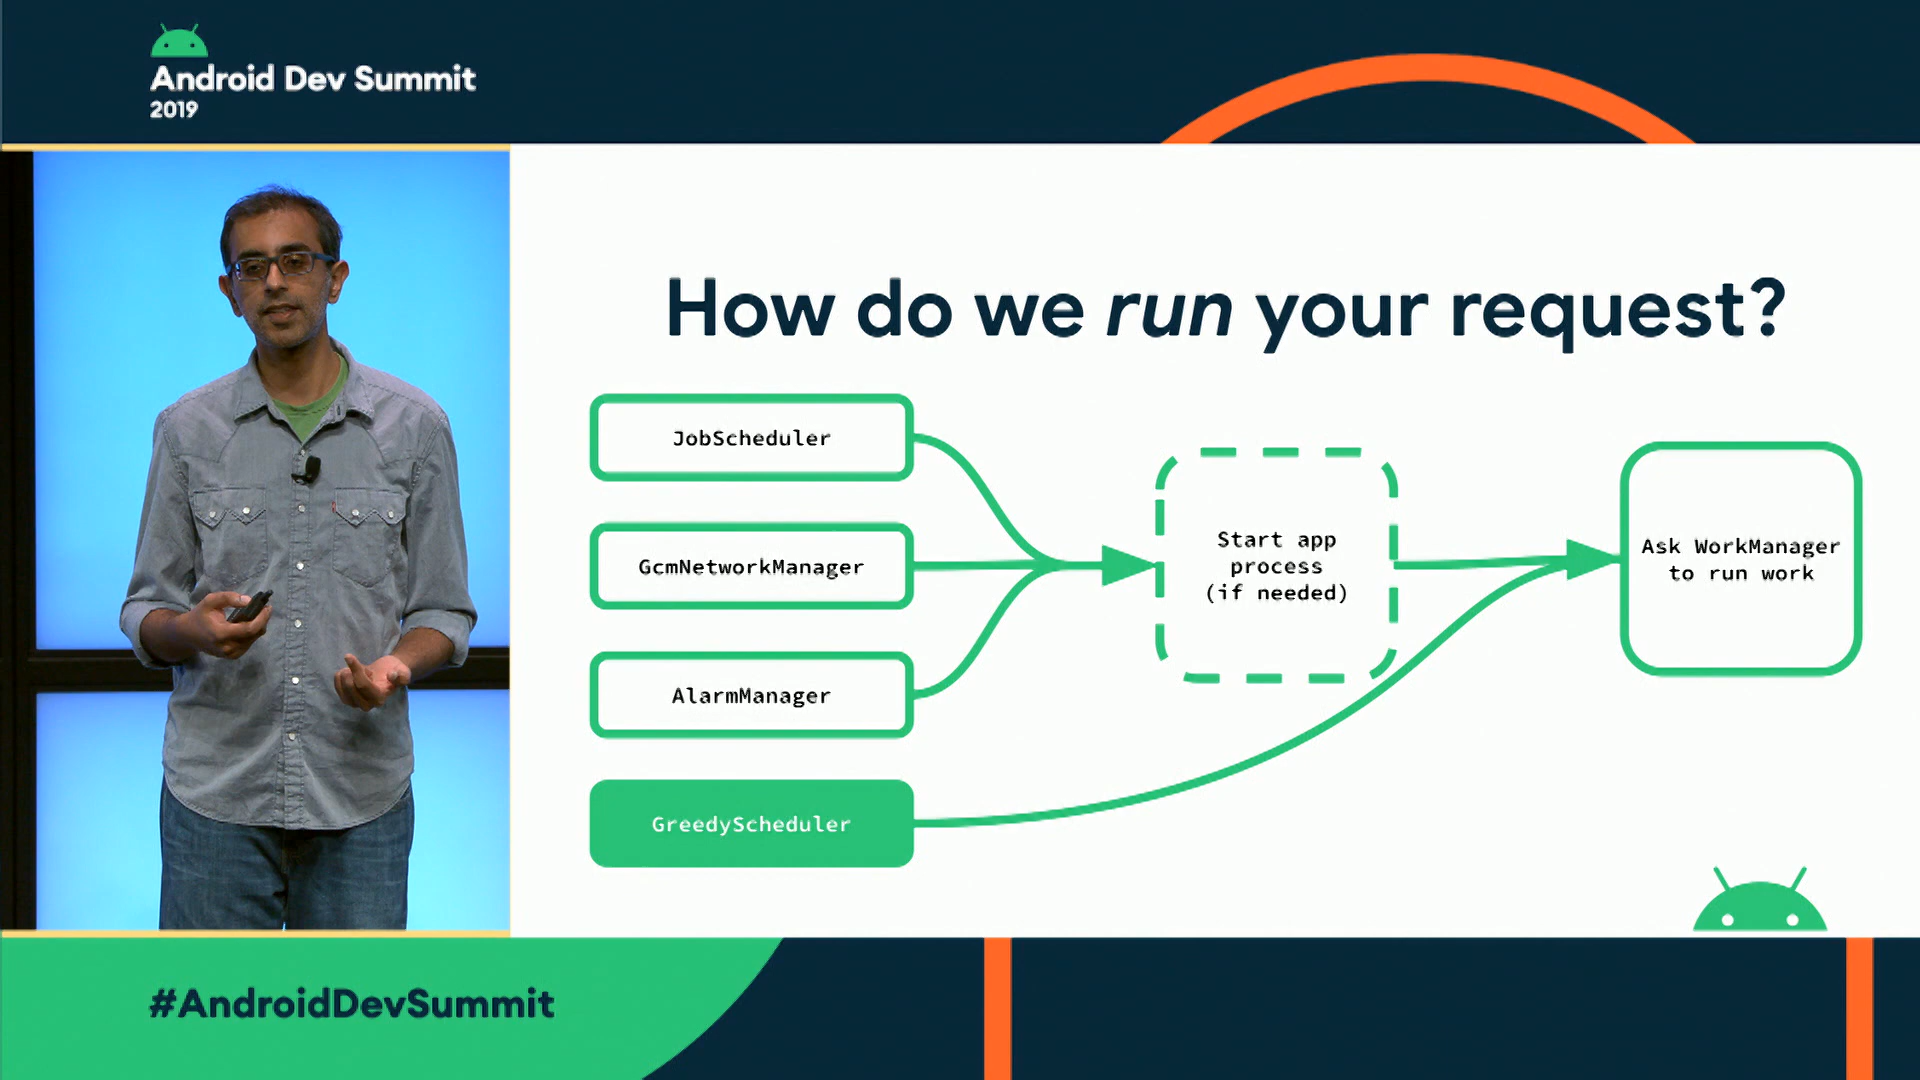 Android Dev Summit
2019
How do we run your request?
JobScheduler
GcmNetworkManager
AlarmManager
GreedyScheduler
Start app
process
(if needed)
Ask WorkManager
to run work
#AndroidDevSummit